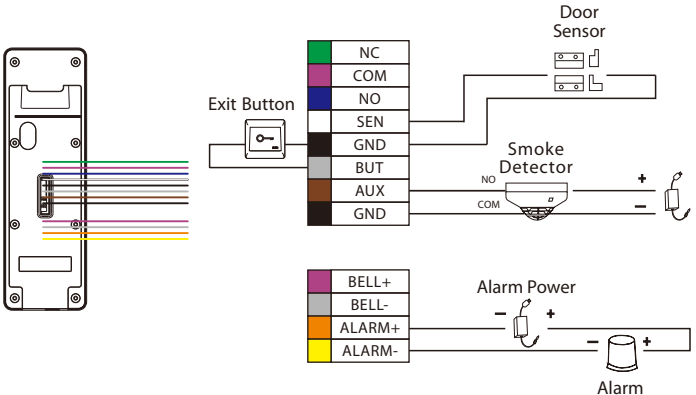 Door
Sensor
NC
COM
NO
SEN
GND
BUT
AUX
GND
Exit Button
Smoke
Detector
NO
COM
+
−
BELL+
BELL-
ALARM+
ALARM-
Alarm Power
− +
− +
Alarm